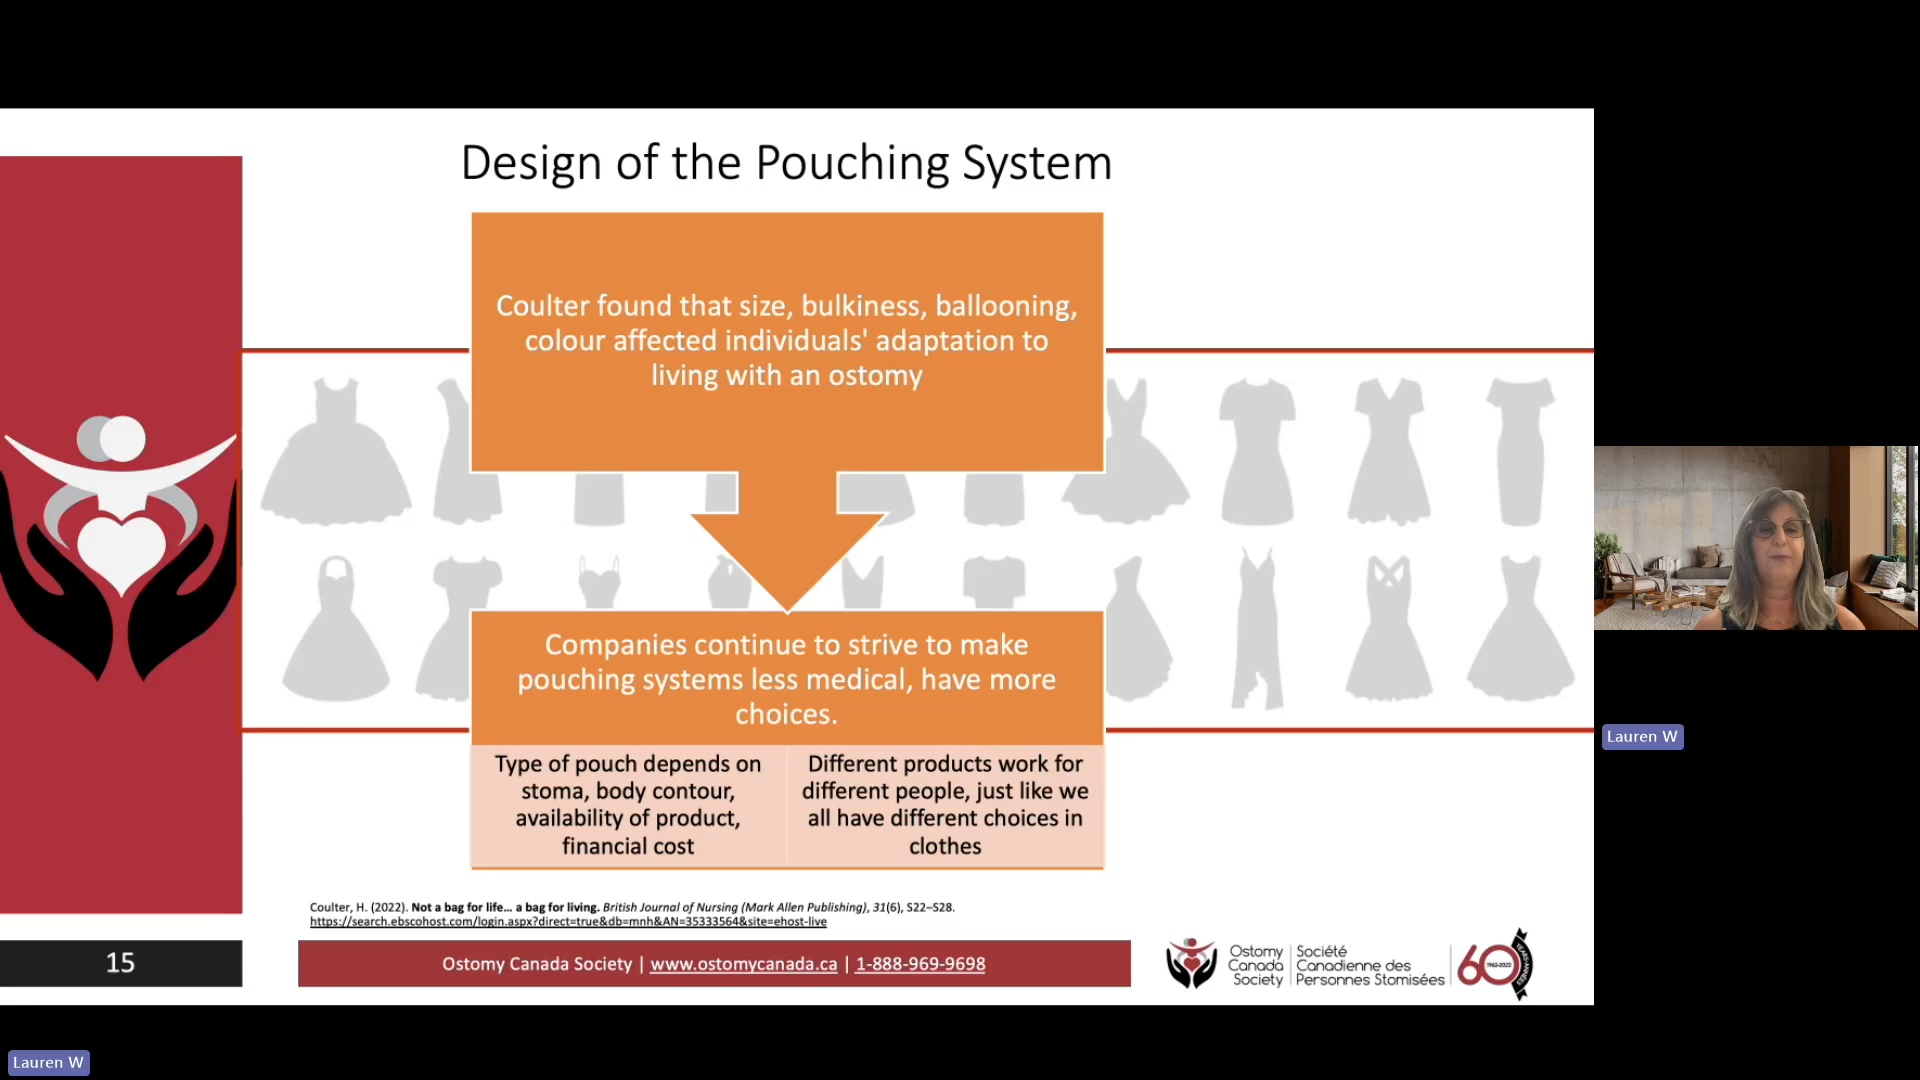 Design of the Pouching System
Coulter found that size, bulkiness, ballooning,
colour affected individuals' adaptation to
living with an ostomy
Companies continue to strive to make
pouching systems less medical, have more
choices.
Type of pouch depends on
stoma, body contour,
availability of product,
financial cost
Different products work for
different people, just like we
all have different choices in
clothes
Coulter, H. (2022). Not a bag for life... a bag for living. British Journal of Nursing (Mark Allen Publishing), 31(6), S22–S28.
https://search.ebscohost.com/login.aspx?direct=true&db=mnh&AN=35333564&site=ehost-live
15
Ostomy Canada Society | www.ostomycanada.ca | 1-888-969-9698
Ostomy
Canada
Society
Société
Canadienne des
Personnes Stomisées
60
1962-2022
YEARS·ANNÉES
Lauren W
Lauren W